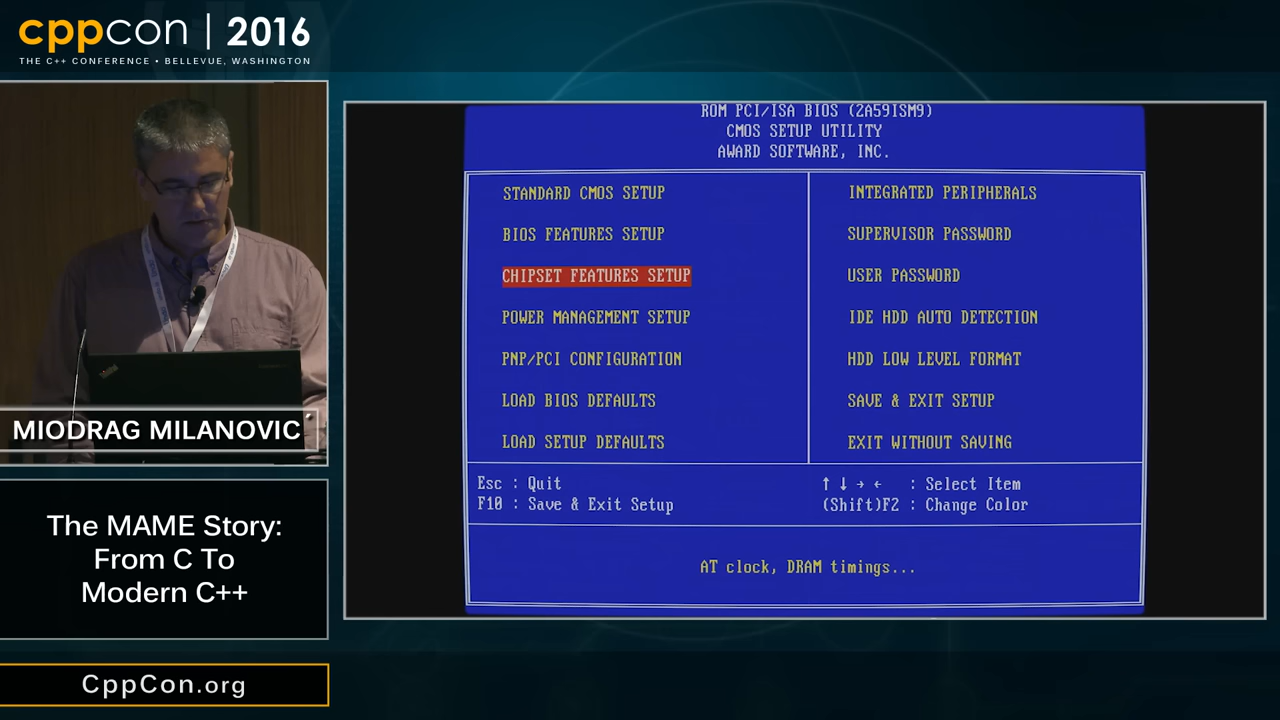 cppcon | 2016
THE C++ CONFERENCE • BELLEVUE, WASHINGTON
ROM PCI/ISA BIOS (2A59ISM9)
CMOS SETUP UTILITY
AWARD SOFTWARE, INC.
STANDARD CMOS SETUP
BIOS FEATURES SETUP
CHIPSET FEATURES SETUP
POWER MANAGEMENT SETUP
PNP/PCI CONFIGURATION
LOAD BIOS DEFAULTS
LOAD SETUP DEFAULTS
INTEGRATED PERIPHERALS
SUPERVISOR PASSWORD
USER PASSWORD
IDE HDD AUTO DETECTION
HDD LOW LEVEL FORMAT
SAVE & EXIT SETUP
EXIT WITHOUT SAVING
Esc : Quit
F10 : Save & Exit Setup
↑ ↓ → ← : Select Item
(Shift)F2 : Change Color
AT clock, DRAM timings...
MIODRAG MILANOVIC
The MAME Story:
From C To
Modern C++
CppCon.org